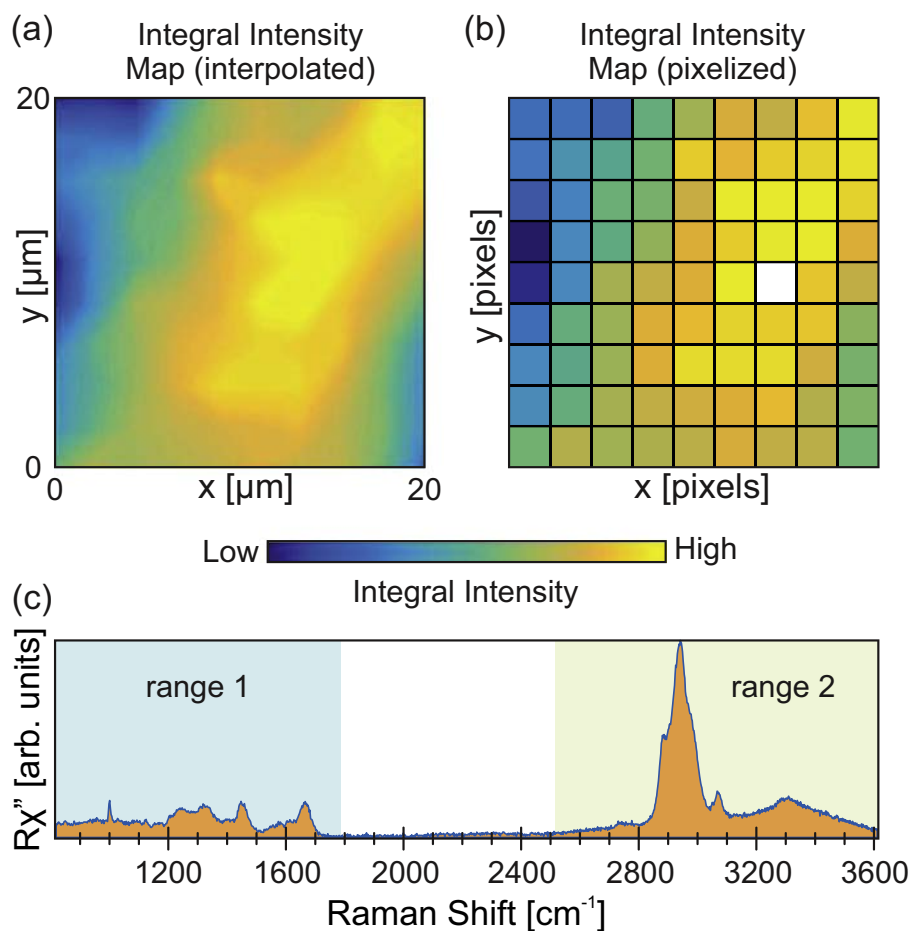 (a)
Integral Intensity
Map (interpolated)
20
y [µm]
0
0
x [µm]
20
(b)
Integral Intensity
Map (pixelized)
y [pixels]
x [pixels]
Low
High
Integral Intensity
(c)
Rχ” [arb. units]
range 1
range 2
1200 1600 2000 2400 2800 3200 3600
Raman Shift [cm⁻¹]